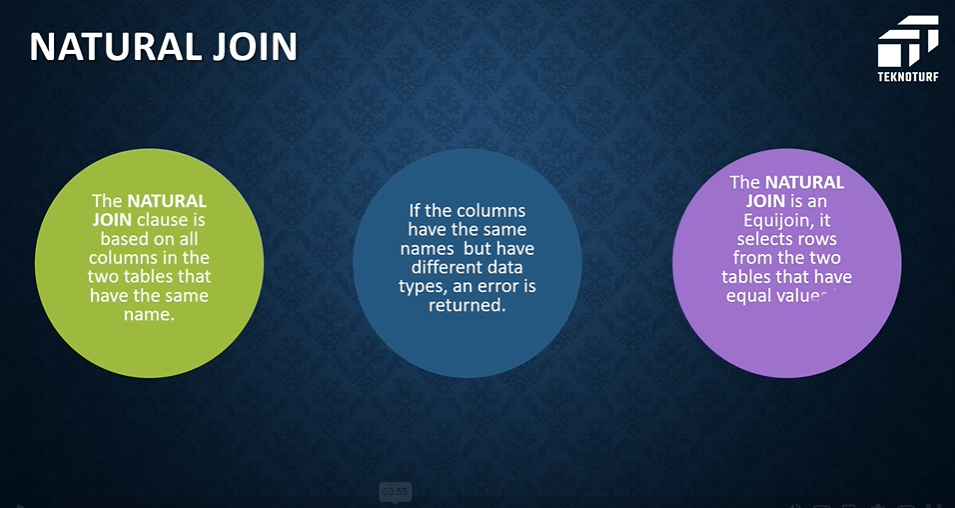 NATURAL JOIN
TEKNOTURF
The NATURAL
JOIN clause is
based on all
columns in the
two tables that
have the same
name.
If the columns
have the same
names but have
different data
types, an error is
returned.
The NATURAL
JOIN is an
Equijoin, it
selects rows
from the two
tables that have
equal values
03:55